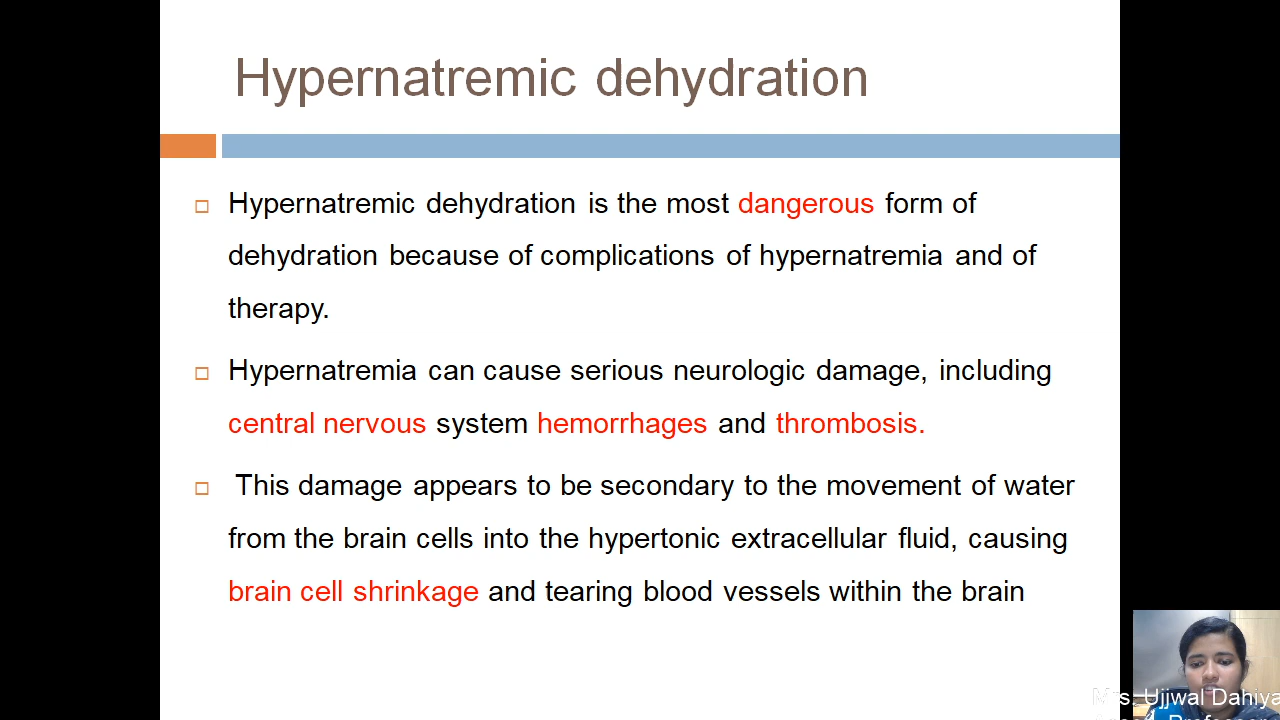 Hypernatremic dehydration
Hypernatremic dehydration is the most dangerous form of
dehydration because of complications of hypernatremia and of
therapy.
Hypernatremia can cause serious neurologic damage, including
central nervous system hemorrhages and thrombosis.
This damage appears to be secondary to the movement of water
from the brain cells into the hypertonic extracellular fluid, causing
brain cell shrinkage and tearing blood vessels within the brain
Mrs. Ujjwal Dahiya